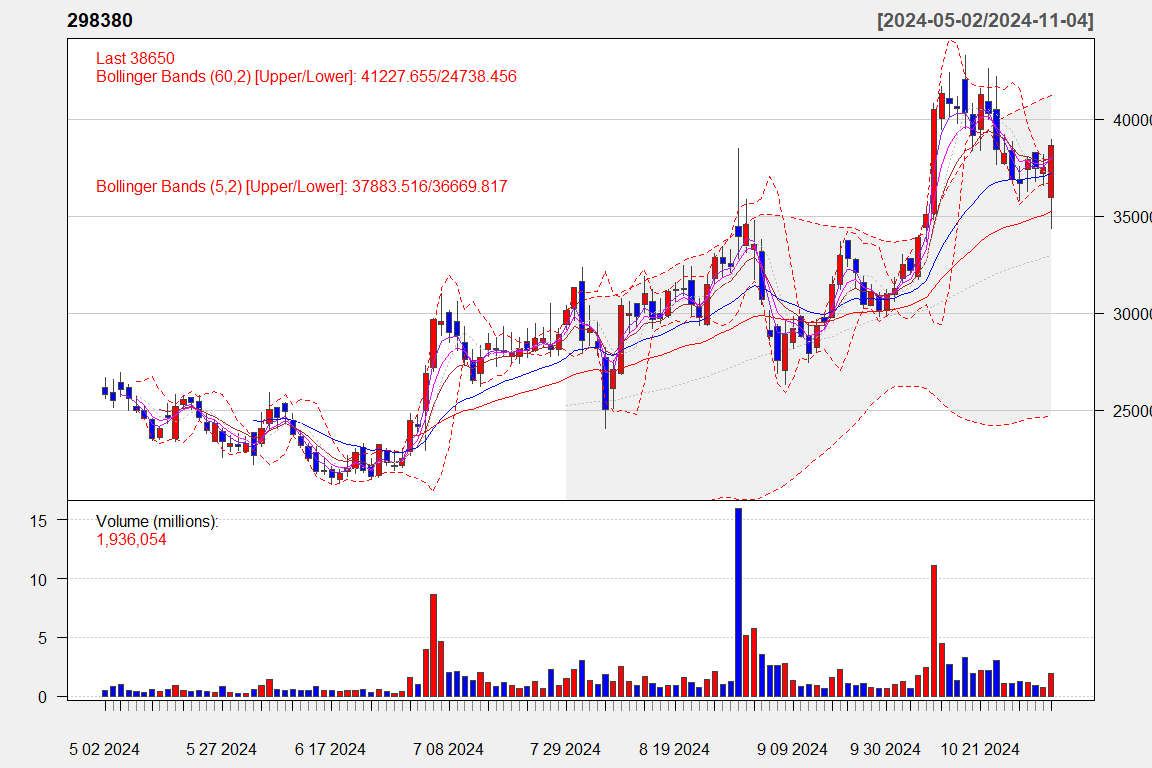 298380 [2024-05-02/2024-11-04]
Last 38650
Bollinger Bands (60,2) [Upper/Lower]: 41227.655/24738.456
Bollinger Bands (5,2) [Upper/Lower]: 37883.516/36669.817
40000
35000
30000
25000
Volume (millions):
1,936,054
15
10
5
0
5 02 2024 5 27 2024 6 17 2024 7 08 2024 7 29 2024 8 19 2024 9 09 2024 9 30 2024 10 21 2024